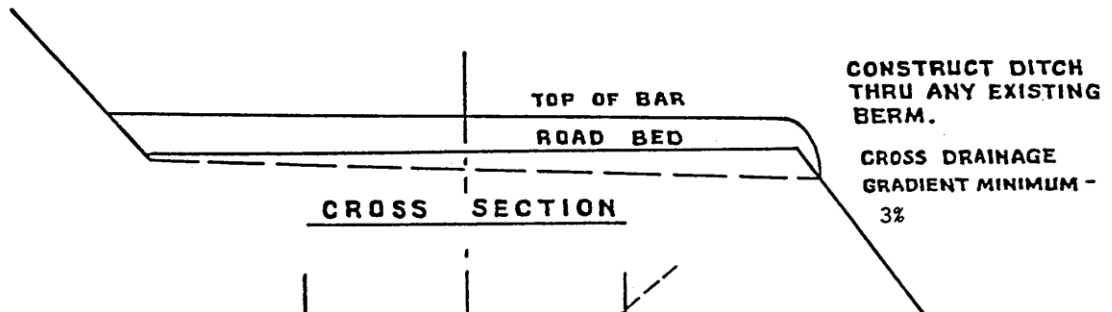 TOP OF BAR
ROAD BED
CROSS SECTION
CONSTRUCT DITCH
THRU ANY EXISTING
BERM.
CROSS DRAINAGE
GRADIENT MINIMUM -
3%